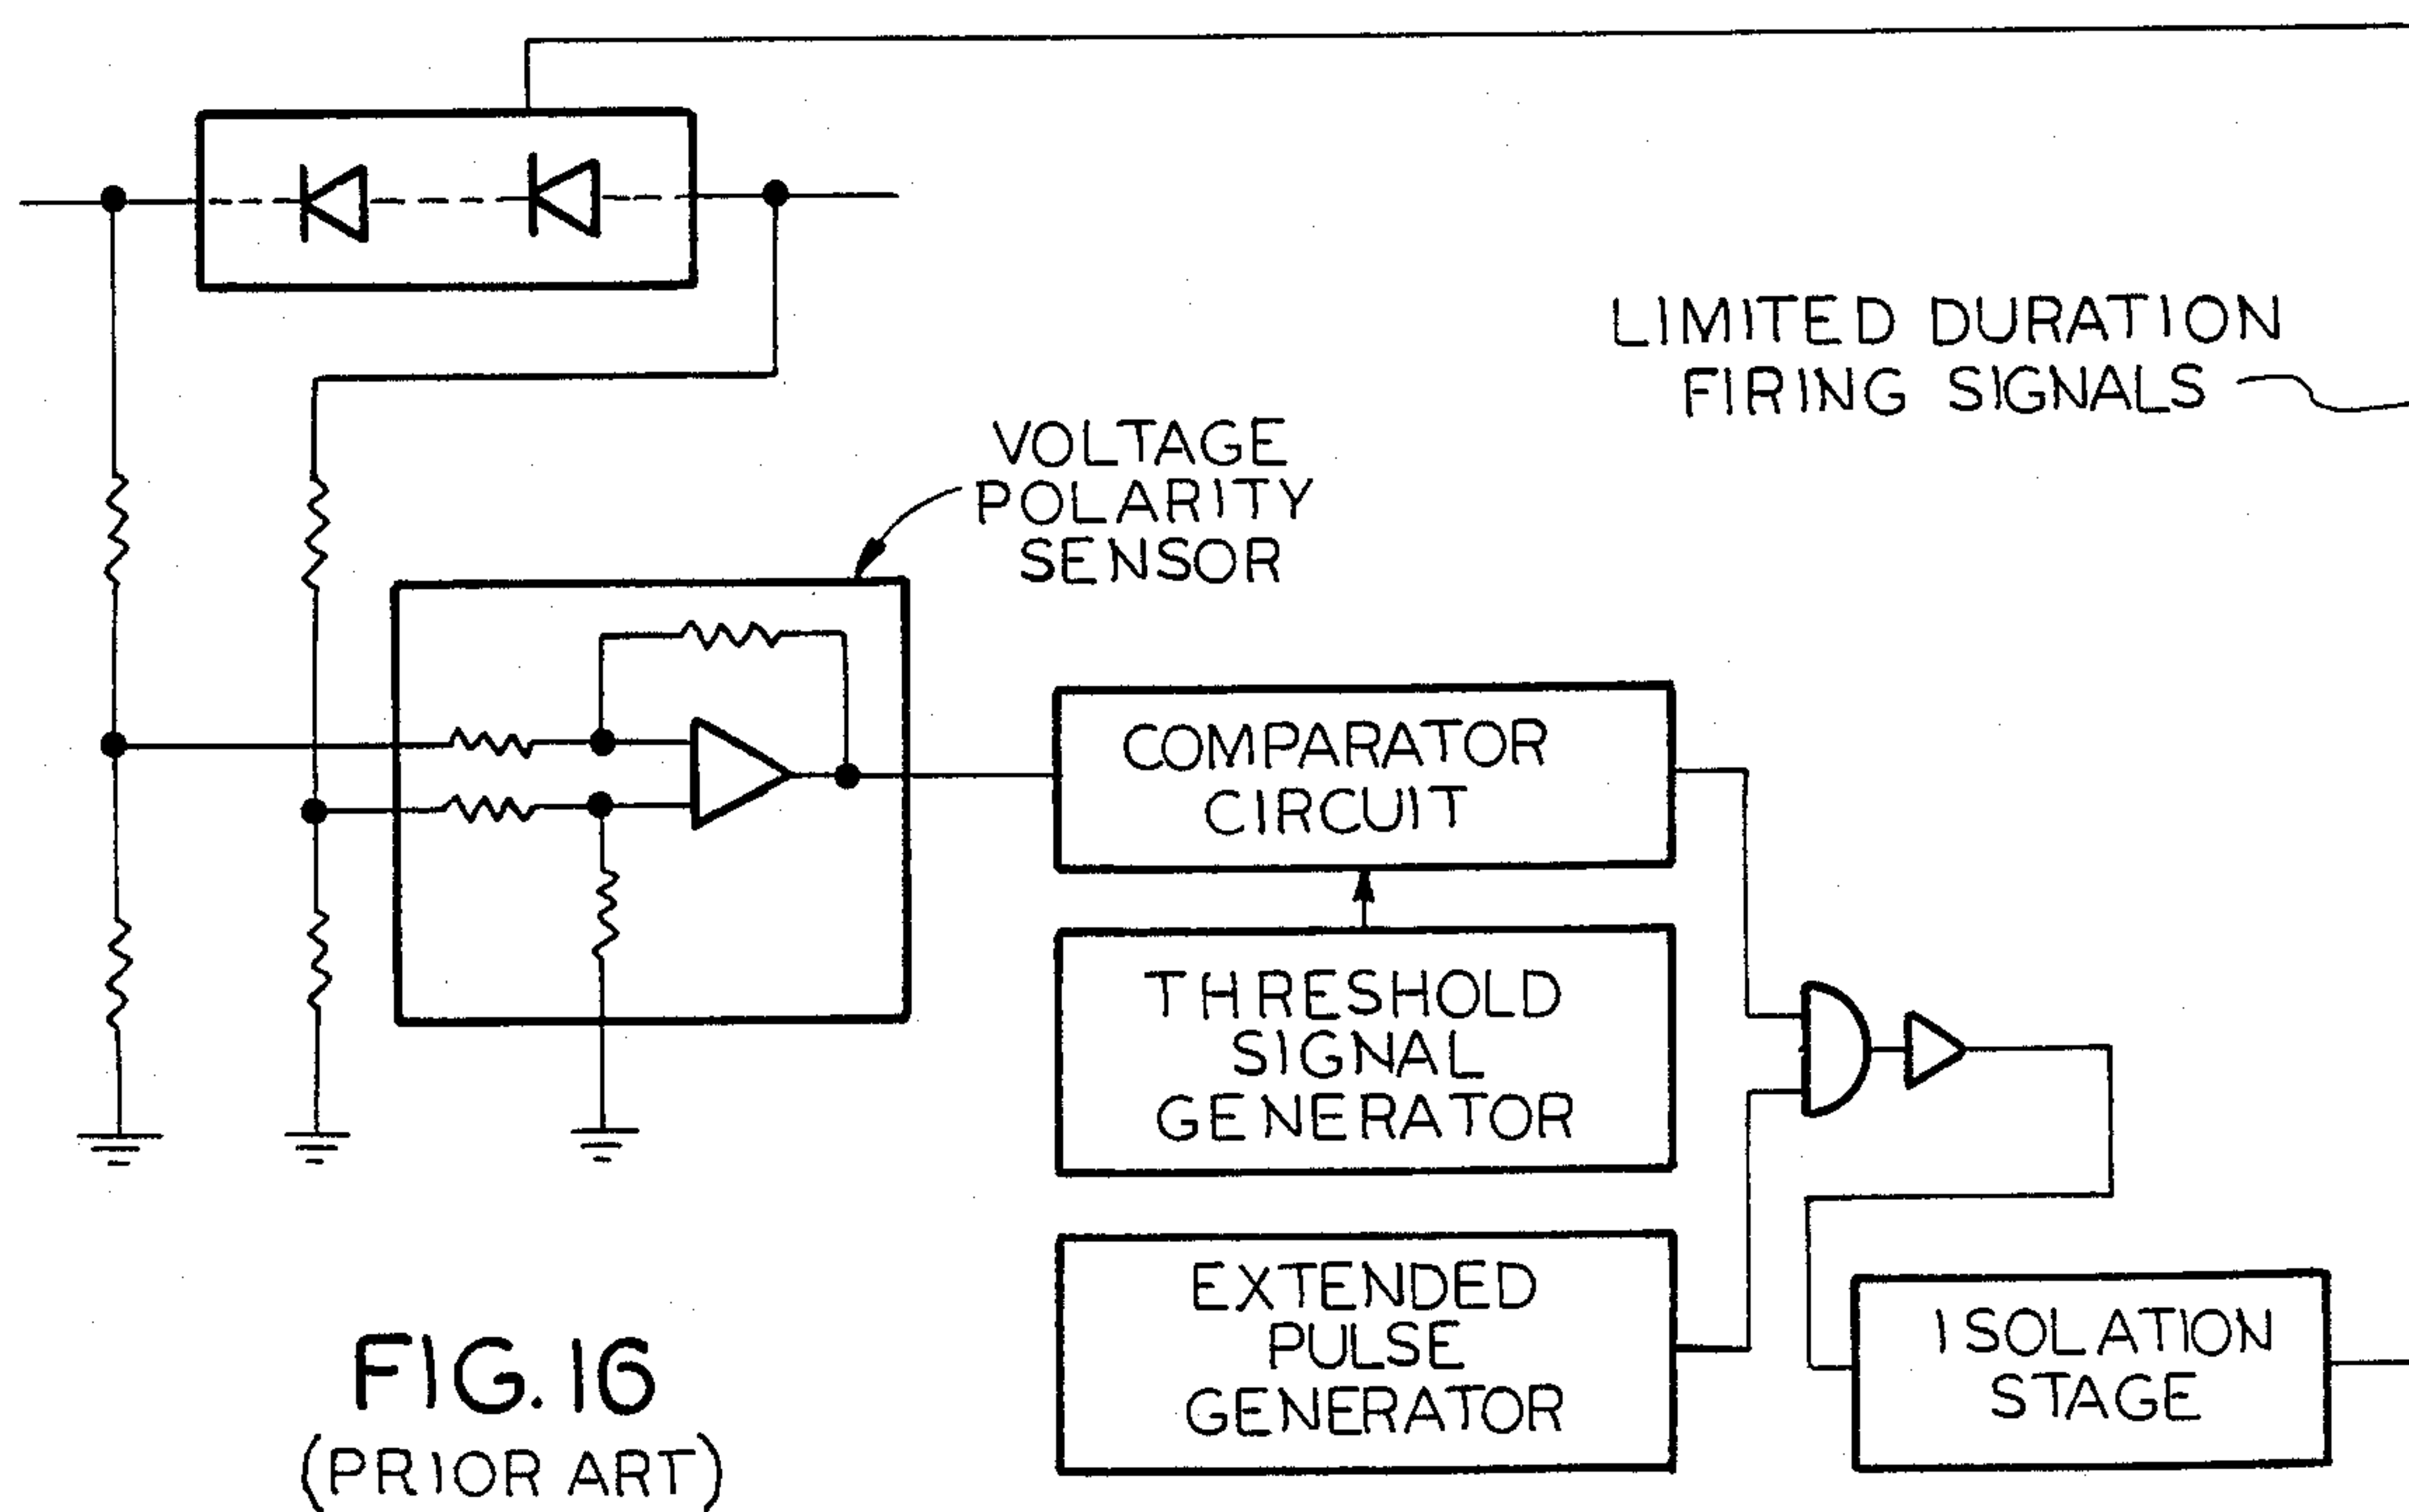 LIMITED DURATION
FIRING SIGNALS
VOLTAGE
POLARITY
SENSOR
COMPARATOR
CIRCUIT
THRESHOLD
SIGNAL
GENERATOR
EXTENDED
PULSE
GENERATOR
ISOLATION
STAGE
FIG. 16
(PRIOR ART)